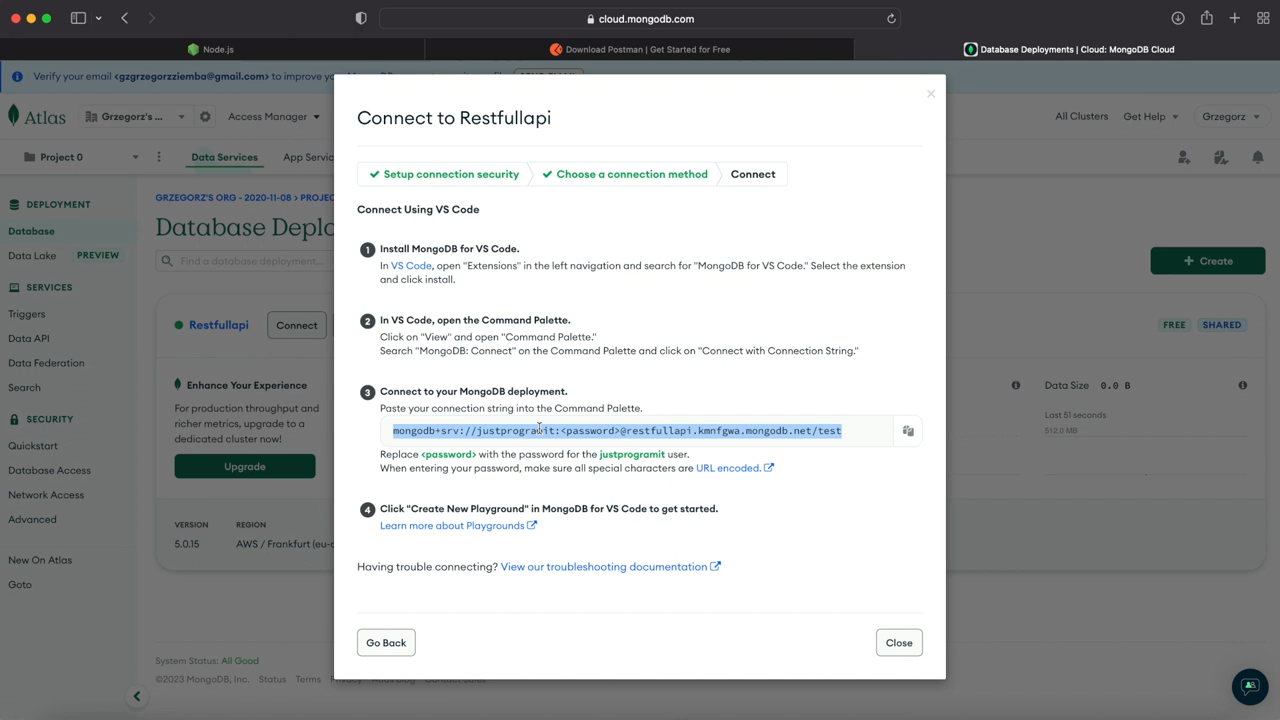 cloud.mongodb.com
Node.js
Download Postman | Get Started for Free
Database Deployments | Cloud: MongoDB Cloud
Verify your email <gzgrzegorzziemba@gmail.com> to improve yo
Atlas
Grzegorz's ...
Access Manager
All Clusters
Get Help
Grzegorz
Project 0
Data Services
App Servic
DEPLOYMENT
Database
Data Lake
PREVIEW
SERVICES
Triggers
Data API
Data Federation
Search
SECURITY
Quickstart
Database Access
Network Access
Advanced
New On Atlas
Goto
GRZEGORZ'S ORG - 2020-11-08 > PROJEC
Database Deplo
Find a database deployment...
+ Create
Restfullapi
Connect
FREE
SHARED
Enhance Your Experience
For production throughput and
richer metrics, upgrade to a
dedicated cluster now!
Upgrade
Data Size 0.0 B
Last 51 seconds
512.0 MB
VERSION
REGION
5.0.15
AWS / Frankfurt (eu-c
System Status: All Good
©2023 MongoDB, Inc.
Status
Terms
Connect to Restfullapi
Setup connection security
Choose a connection method
Connect
Connect Using VS Code
1 Install MongoDB for VS Code.
In VS Code, open "Extensions" in the left navigation and search for "MongoDB for VS Code." Select the extension
and click install.
2 In VS Code, open the Command Palette.
Click on "View" and open "Command Palette."
Search "MongoDB: Connect" on the Command Palette and click on "Connect with Connection String."
3 Connect to your MongoDB deployment.
Paste your connection string into the Command Palette.
mongodb+srv://justprogramit:<password>@restfullapi.kmnfgwa.mongodb.net/test
Replace <password> with the password for the justprogramit user.
When entering your password, make sure all special characters are URL encoded.
4 Click "Create New Playground" in MongoDB for VS Code to get started.
Learn more about Playgrounds
Having trouble connecting? View our troubleshooting documentation
Go Back
Close